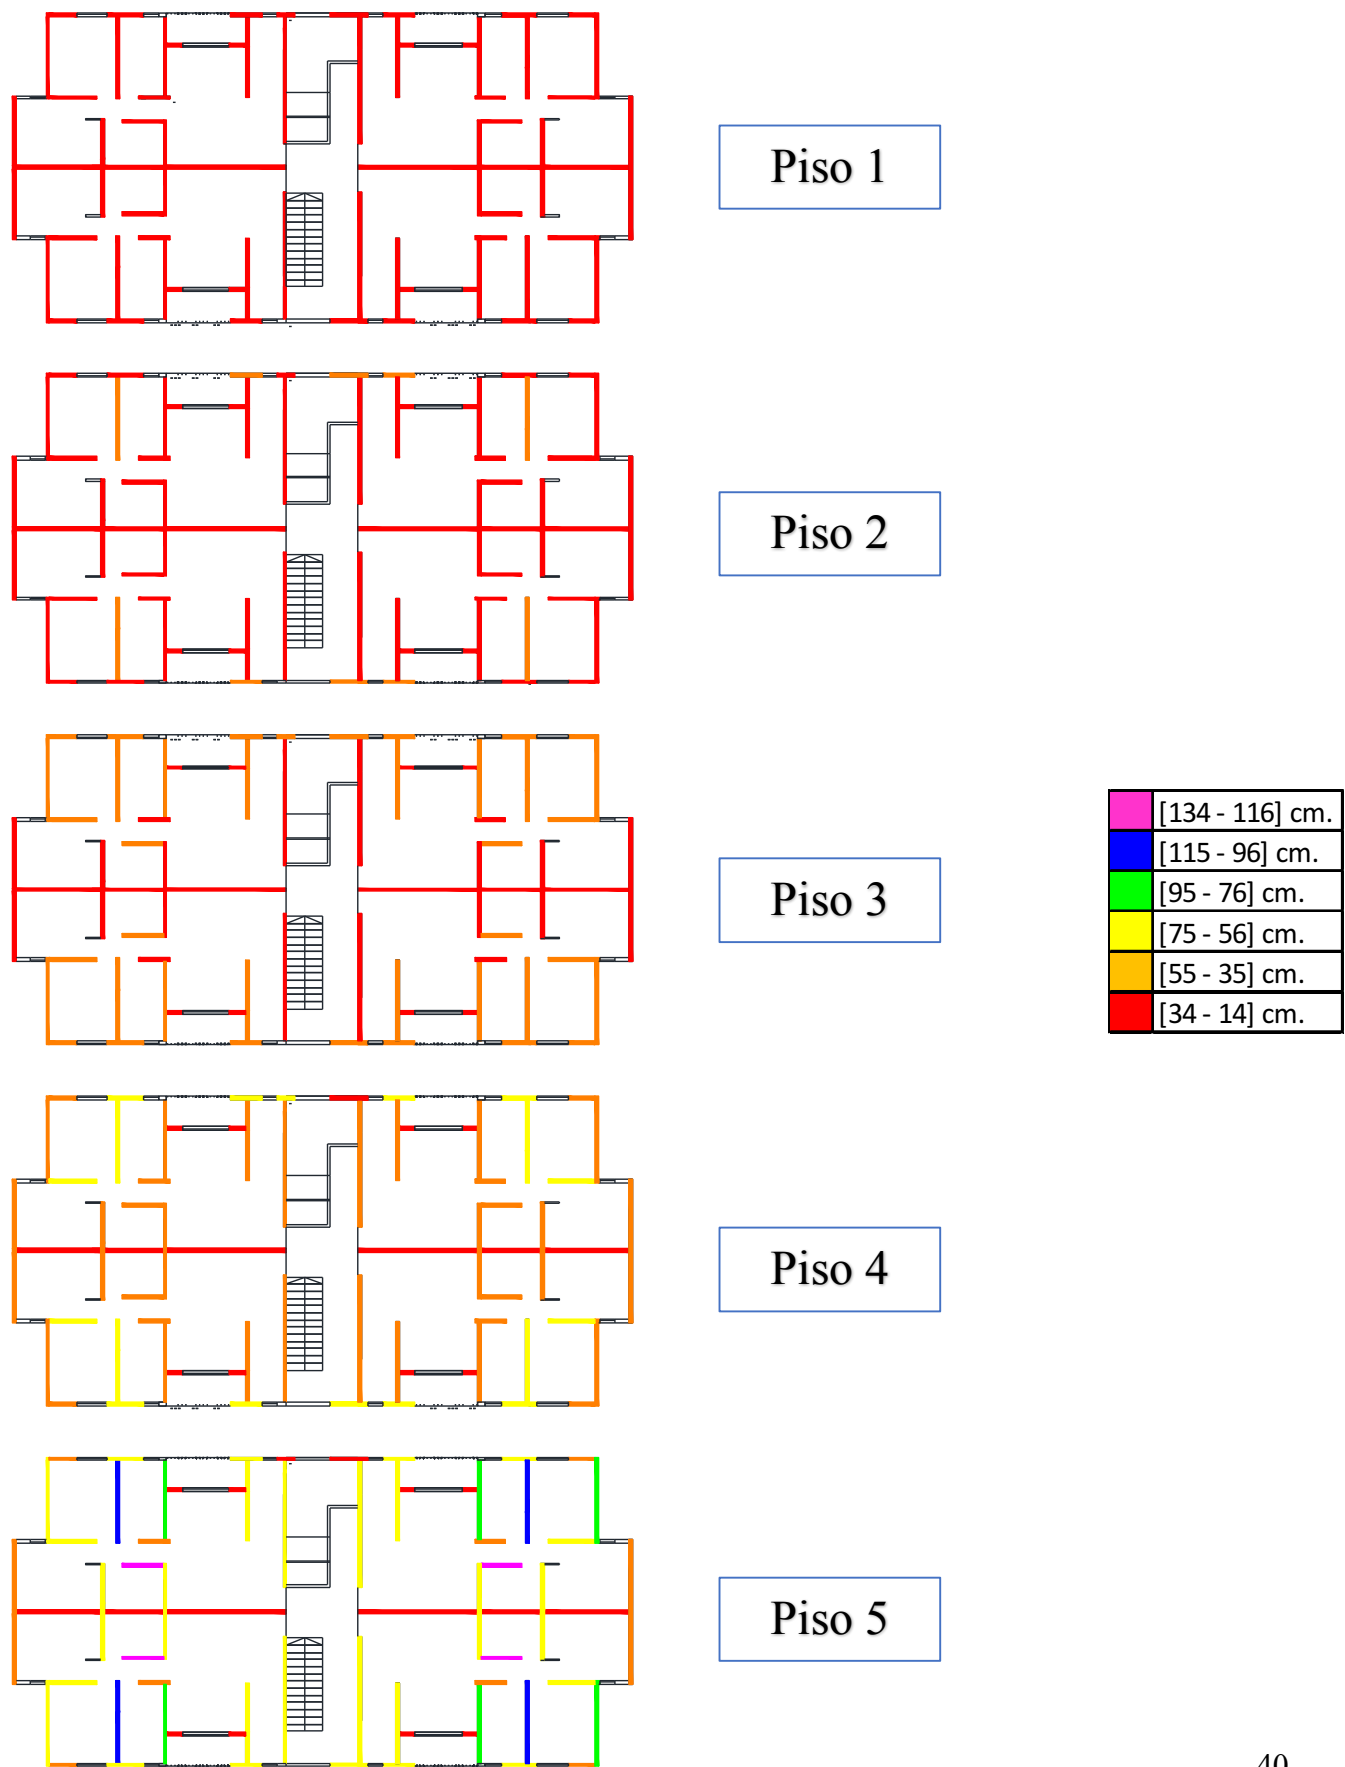 Piso 1
Piso 2
Piso 3
[134 - 116] cm.
[115 - 96] cm.
[95 - 76] cm.
[75 - 56] cm.
[55 - 35] cm.
[34 - 14] cm.
Piso 4
Piso 5
40